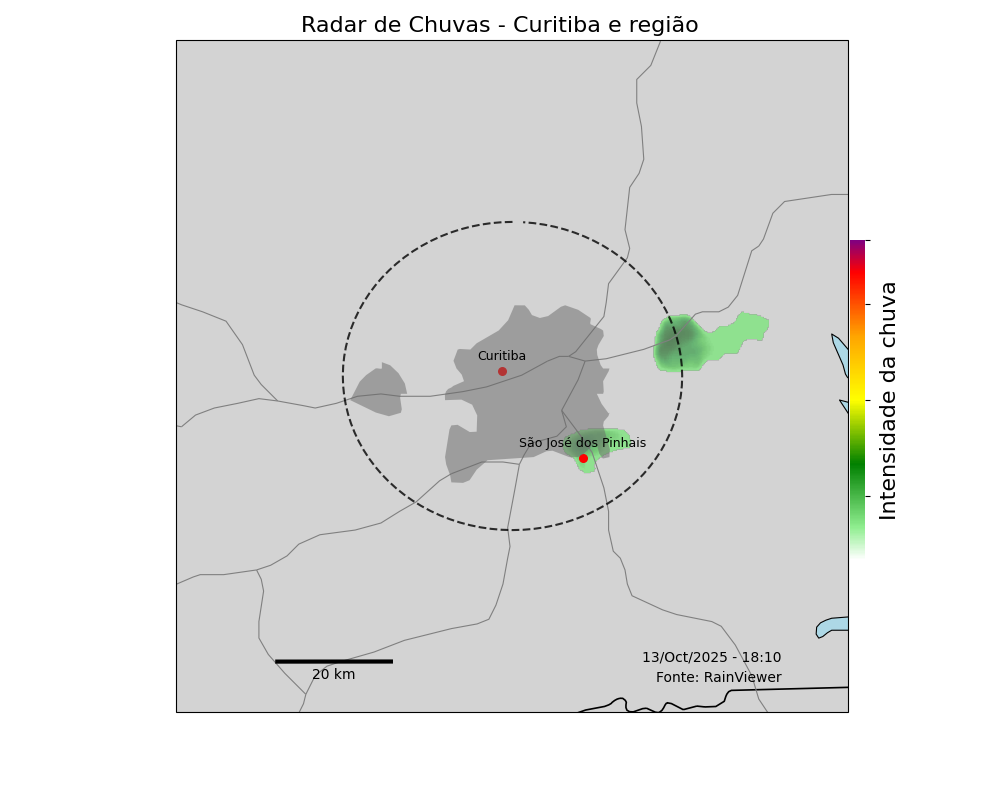 Radar de Chuvas - Curitiba e região
Curitiba
São José dos Pinhais
Intensidade da chuva
13/Oct/2025 - 18:10
Fonte: RainViewer
20 km